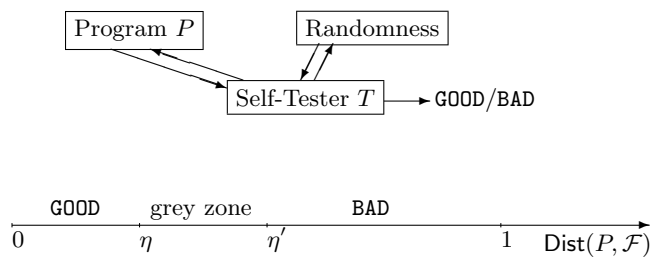 Program P Randomness
Self-Tester T GOOD/BAD
GOOD grey zone BAD
0 η η′ 1 Dist(P, ℱ)